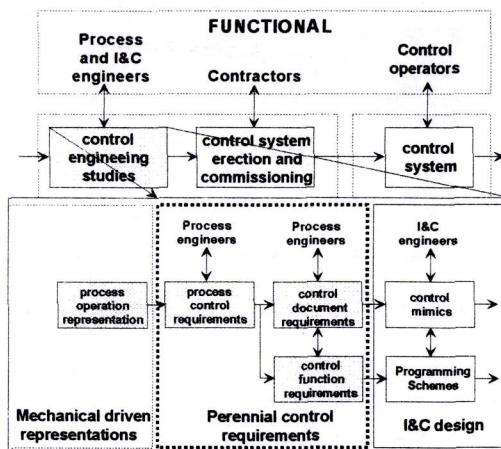 FUNCTIONAL
Process
and I&C
engineers
Contractors
Control
operators
control
engineeing
studies
control system
erection and
commissioning
control
system
Process
engineers
Process
engineers
I&C
engineers
process
operation
representation
process
control
requirements
control
document
requirements
control
mimics
control
function
requirements
Programming
Schemes
Mechanical driven
representations
Perennial control
requirements
I&C design